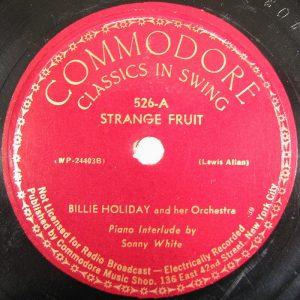 COMMODORE
CLASSICS IN SWING
526-A
STRANGE FRUIT
(WP-24403B)
(Lewis Allan)
BILLIE HOLIDAY and her Orchestra
Piano Interlude by
Sonny White
Not Licensed for Radio Broadcast — Electrically Recorded
Published by Commodore Music Shop. 136 East 42nd Street, New York City